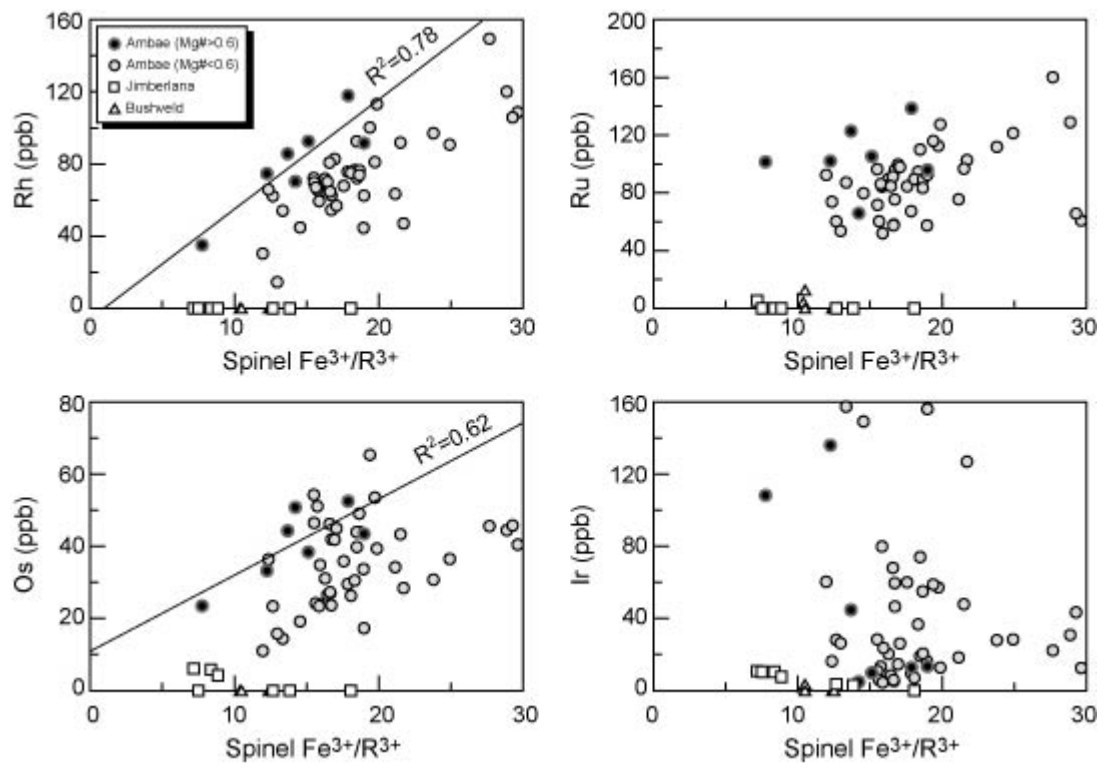 160
120
80
40
0
Rh (ppb)
Ambae (Mg#>0.6)
Ambae (Mg#<0.6)
Jimberlana
Bushveld
R²=0.78
0 10 20 30
Spinel Fe³⁺/R³⁺
200
160
120
80
40
0
Ru (ppb)
0 10 20 30
Spinel Fe³⁺/R³⁺
80
60
40
20
0
Os (ppb)
R²=0.62
0 10 20 30
Spinel Fe³⁺/R³⁺
160
120
80
40
0
Ir (ppb)
0 10 20 30
Spinel Fe³⁺/R³⁺